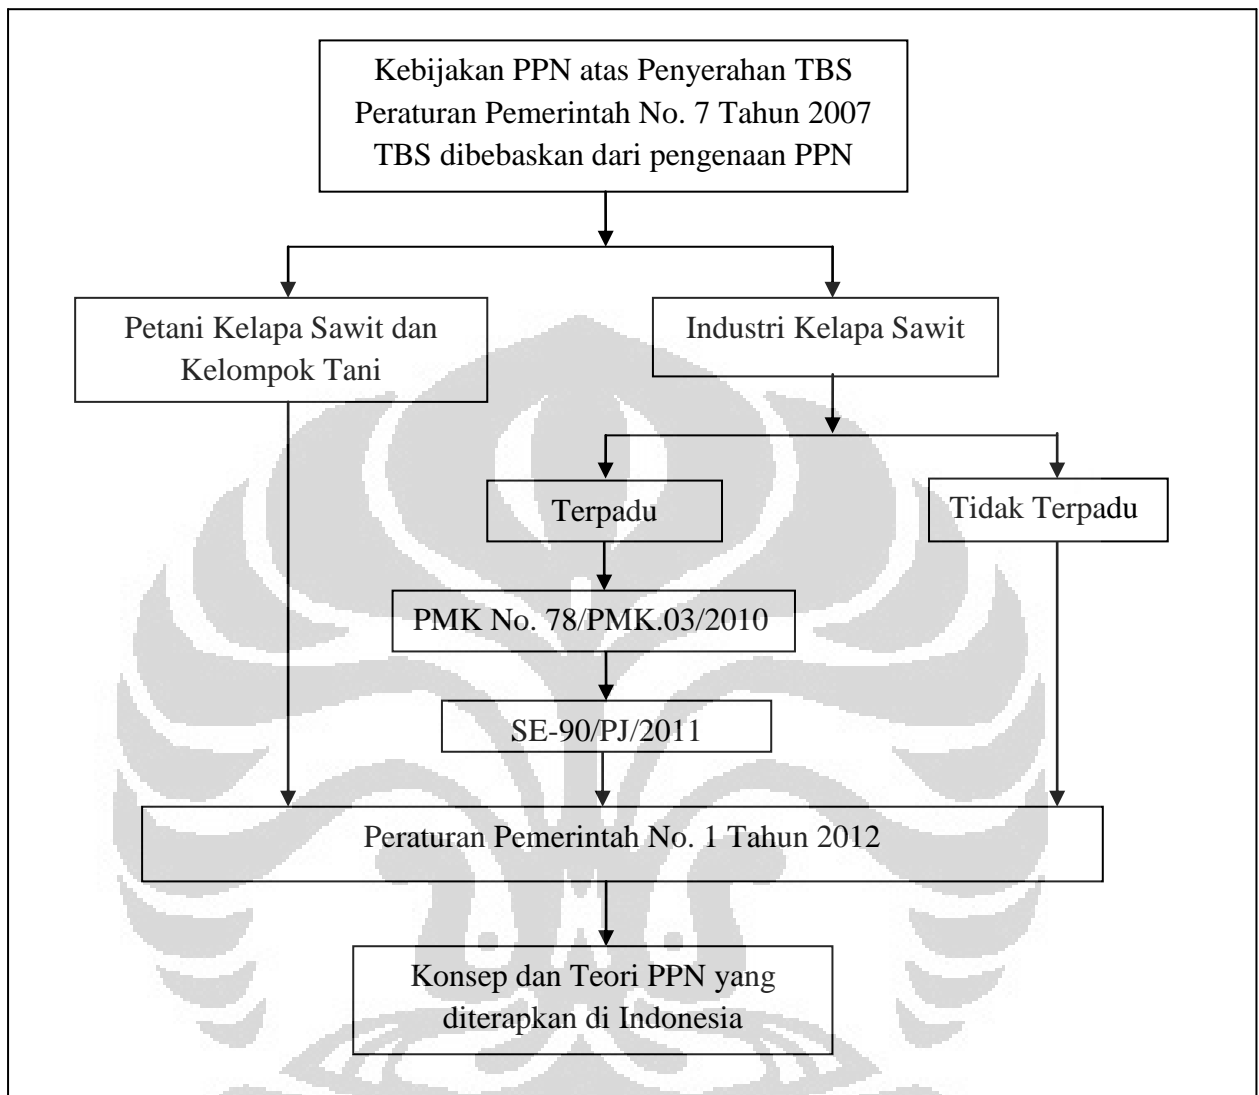 Kebijakan PPN atas Penyerahan TBS
Peraturan Pemerintah No. 7 Tahun 2007
TBS dibebaskan dari pengenaan PPN
Petani Kelapa Sawit dan
Kelompok Tani
Industri Kelapa Sawit
Terpadu
Tidak Terpadu
PMK No. 78/PMK.03/2010
SE-90/PJ/2011
Peraturan Pemerintah No. 1 Tahun 2012
Konsep dan Teori PPN yang
diterapkan di Indonesia